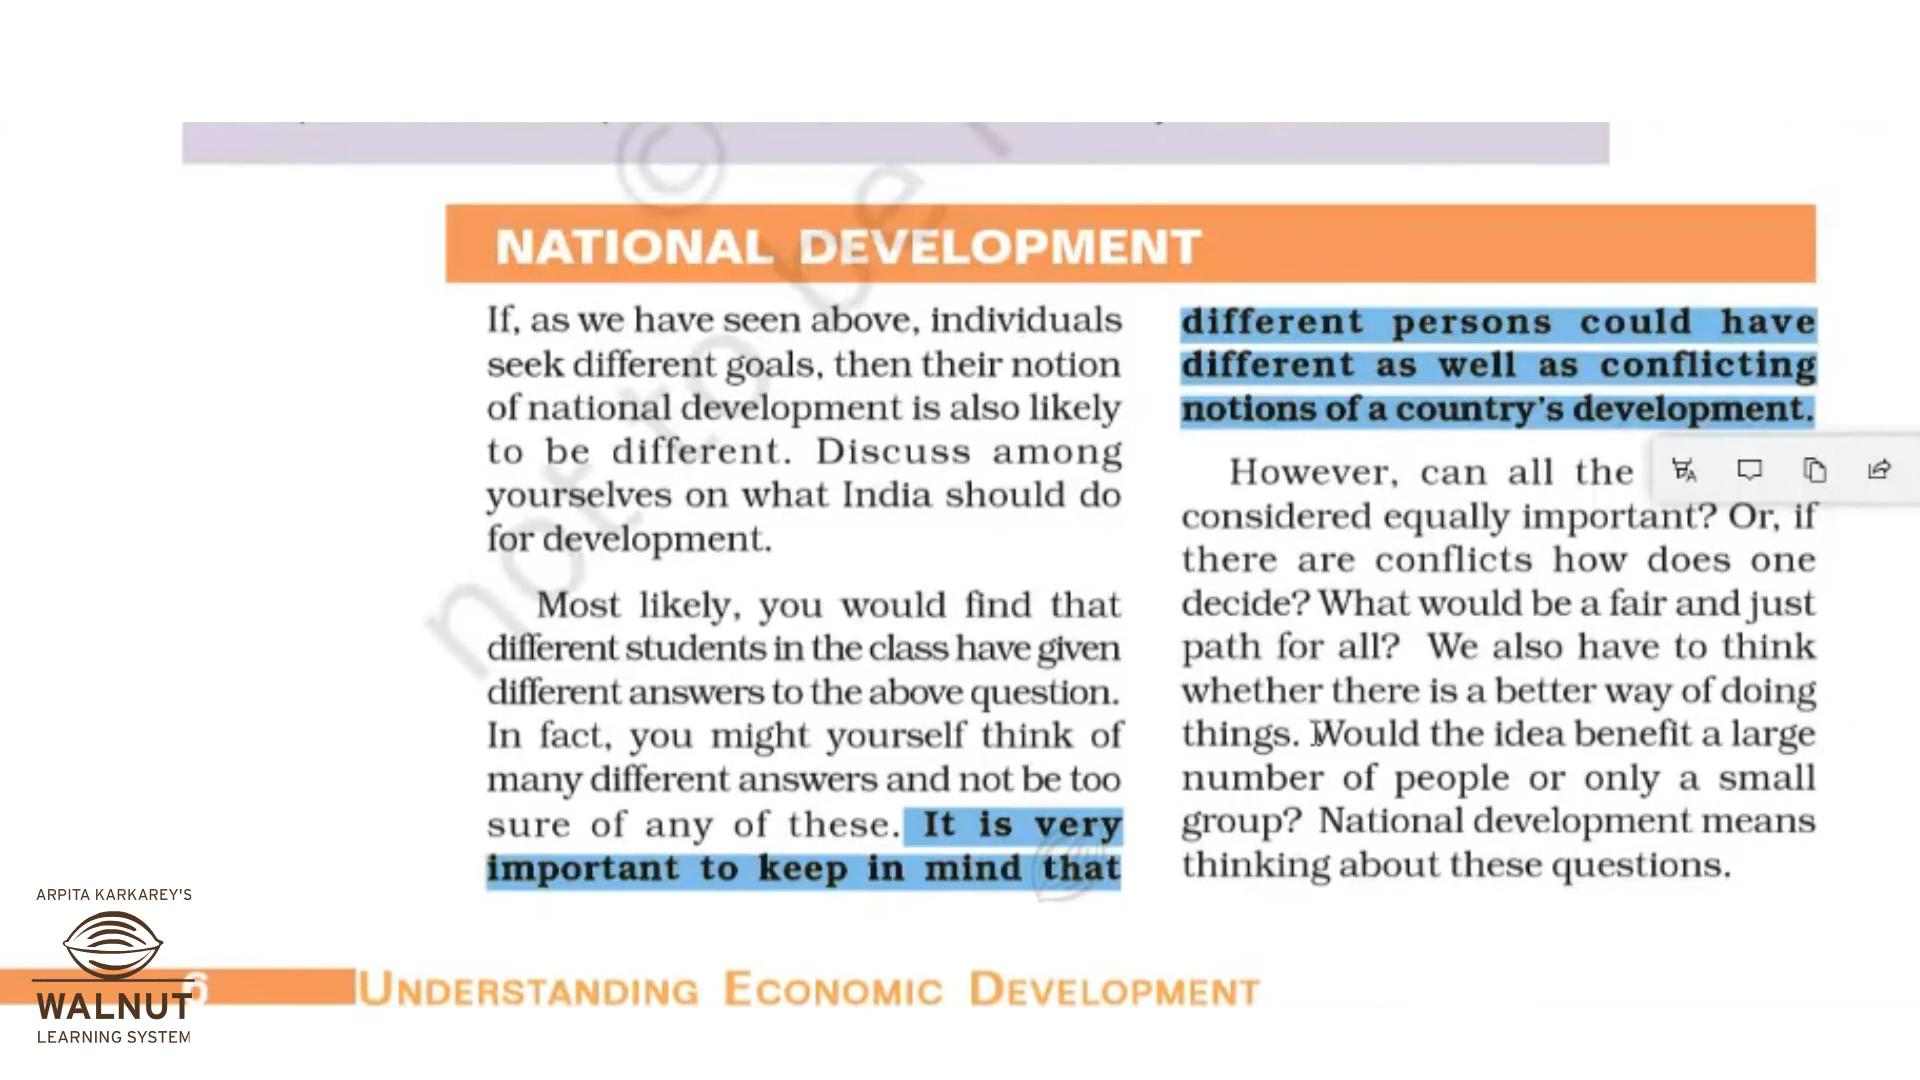 NATIONAL DEVELOPMENT
If, as we have seen above, individuals
seek different goals, then their notion
of national development is also likely
to be different. Discuss among
yourselves on what India should do
for development.
Most likely, you would find that
different students in the class have given
different answers to the above question.
In fact, you might yourself think of
many different answers and not be too
sure of any of these. It is very
important to keep in mind that
different persons could have
different as well as conflicting
notions of a country's development.
However, can all the
considered equally important? Or, if
there are conflicts how does one
decide? What would be a fair and just
path for all? We also have to think
whether there is a better way of doing
things. Would the idea benefit a large
number of people or only a small
group? National development means
thinking about these questions.
© not to be
6
UNDERSTANDING ECONOMIC DEVELOPMENT
ARPITA KARKAREY'S
WALNUT
LEARNING SYSTEM